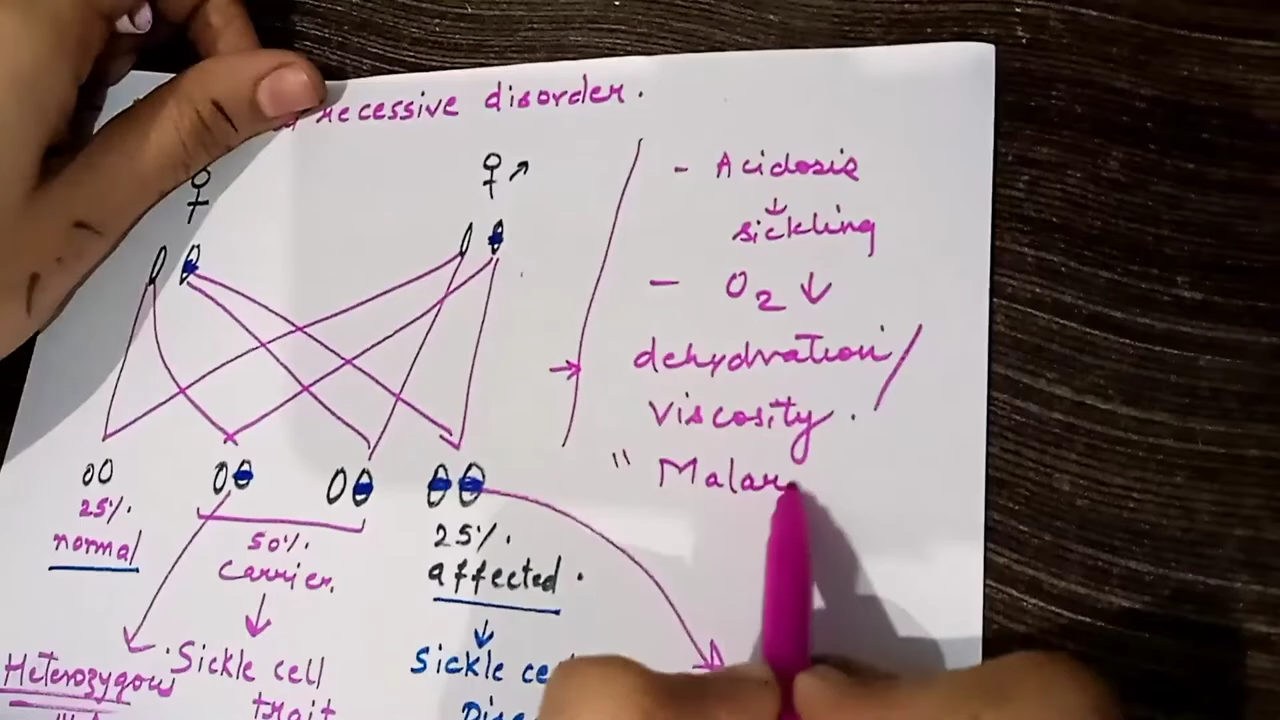 recessive disorder.
- Acidosis
↓
sickling
- O₂ ↓
dehydration/
viscosity.
" Malar
25%.
normal
50%.
carrier.
25%.
affected.
Heterozygous
Sickle cell
trait
Sickle ce